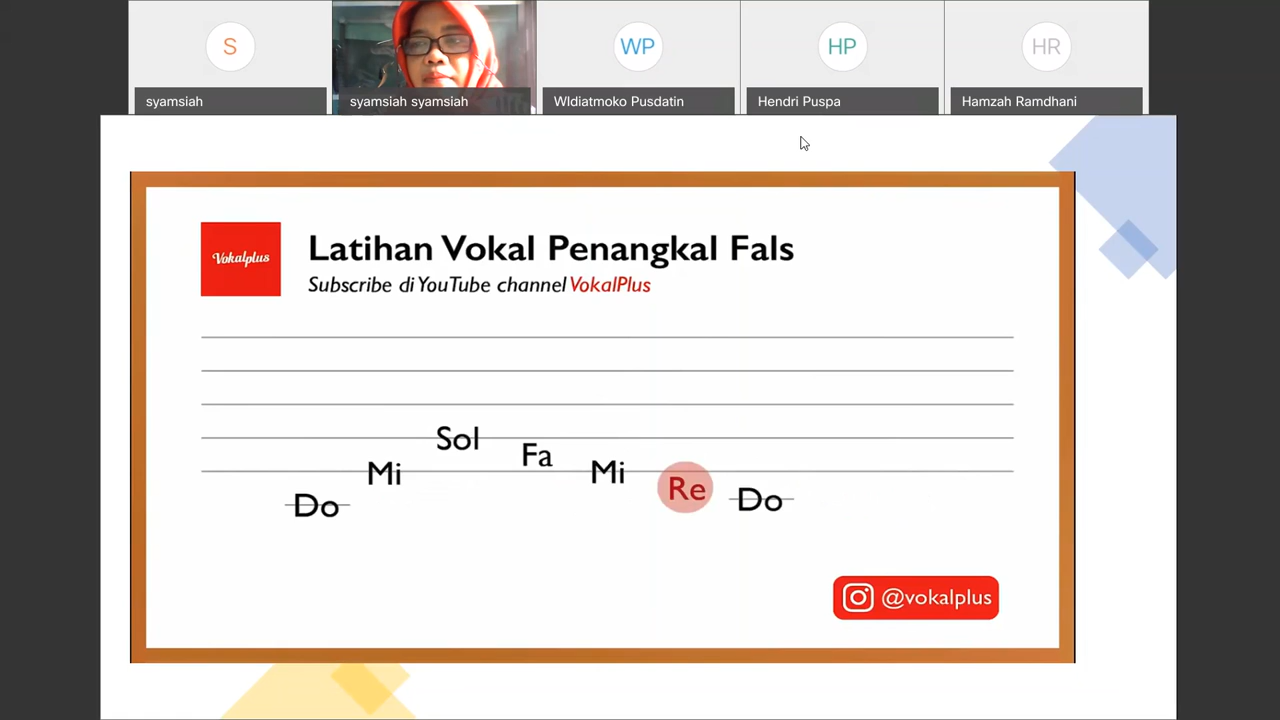 S
WP
HP
HR
syamsiah
syamsiah syamsiah
WIdiatmoko Pusdatin
Hendri Puspa
Hamzah Ramdhani
Vokalplus
Latihan Vokal Penangkal Fals
Subscribe di YouTube channel VokalPlus
Do
Mi
Sol
Fa
Mi
Re
Do
@vokalplus